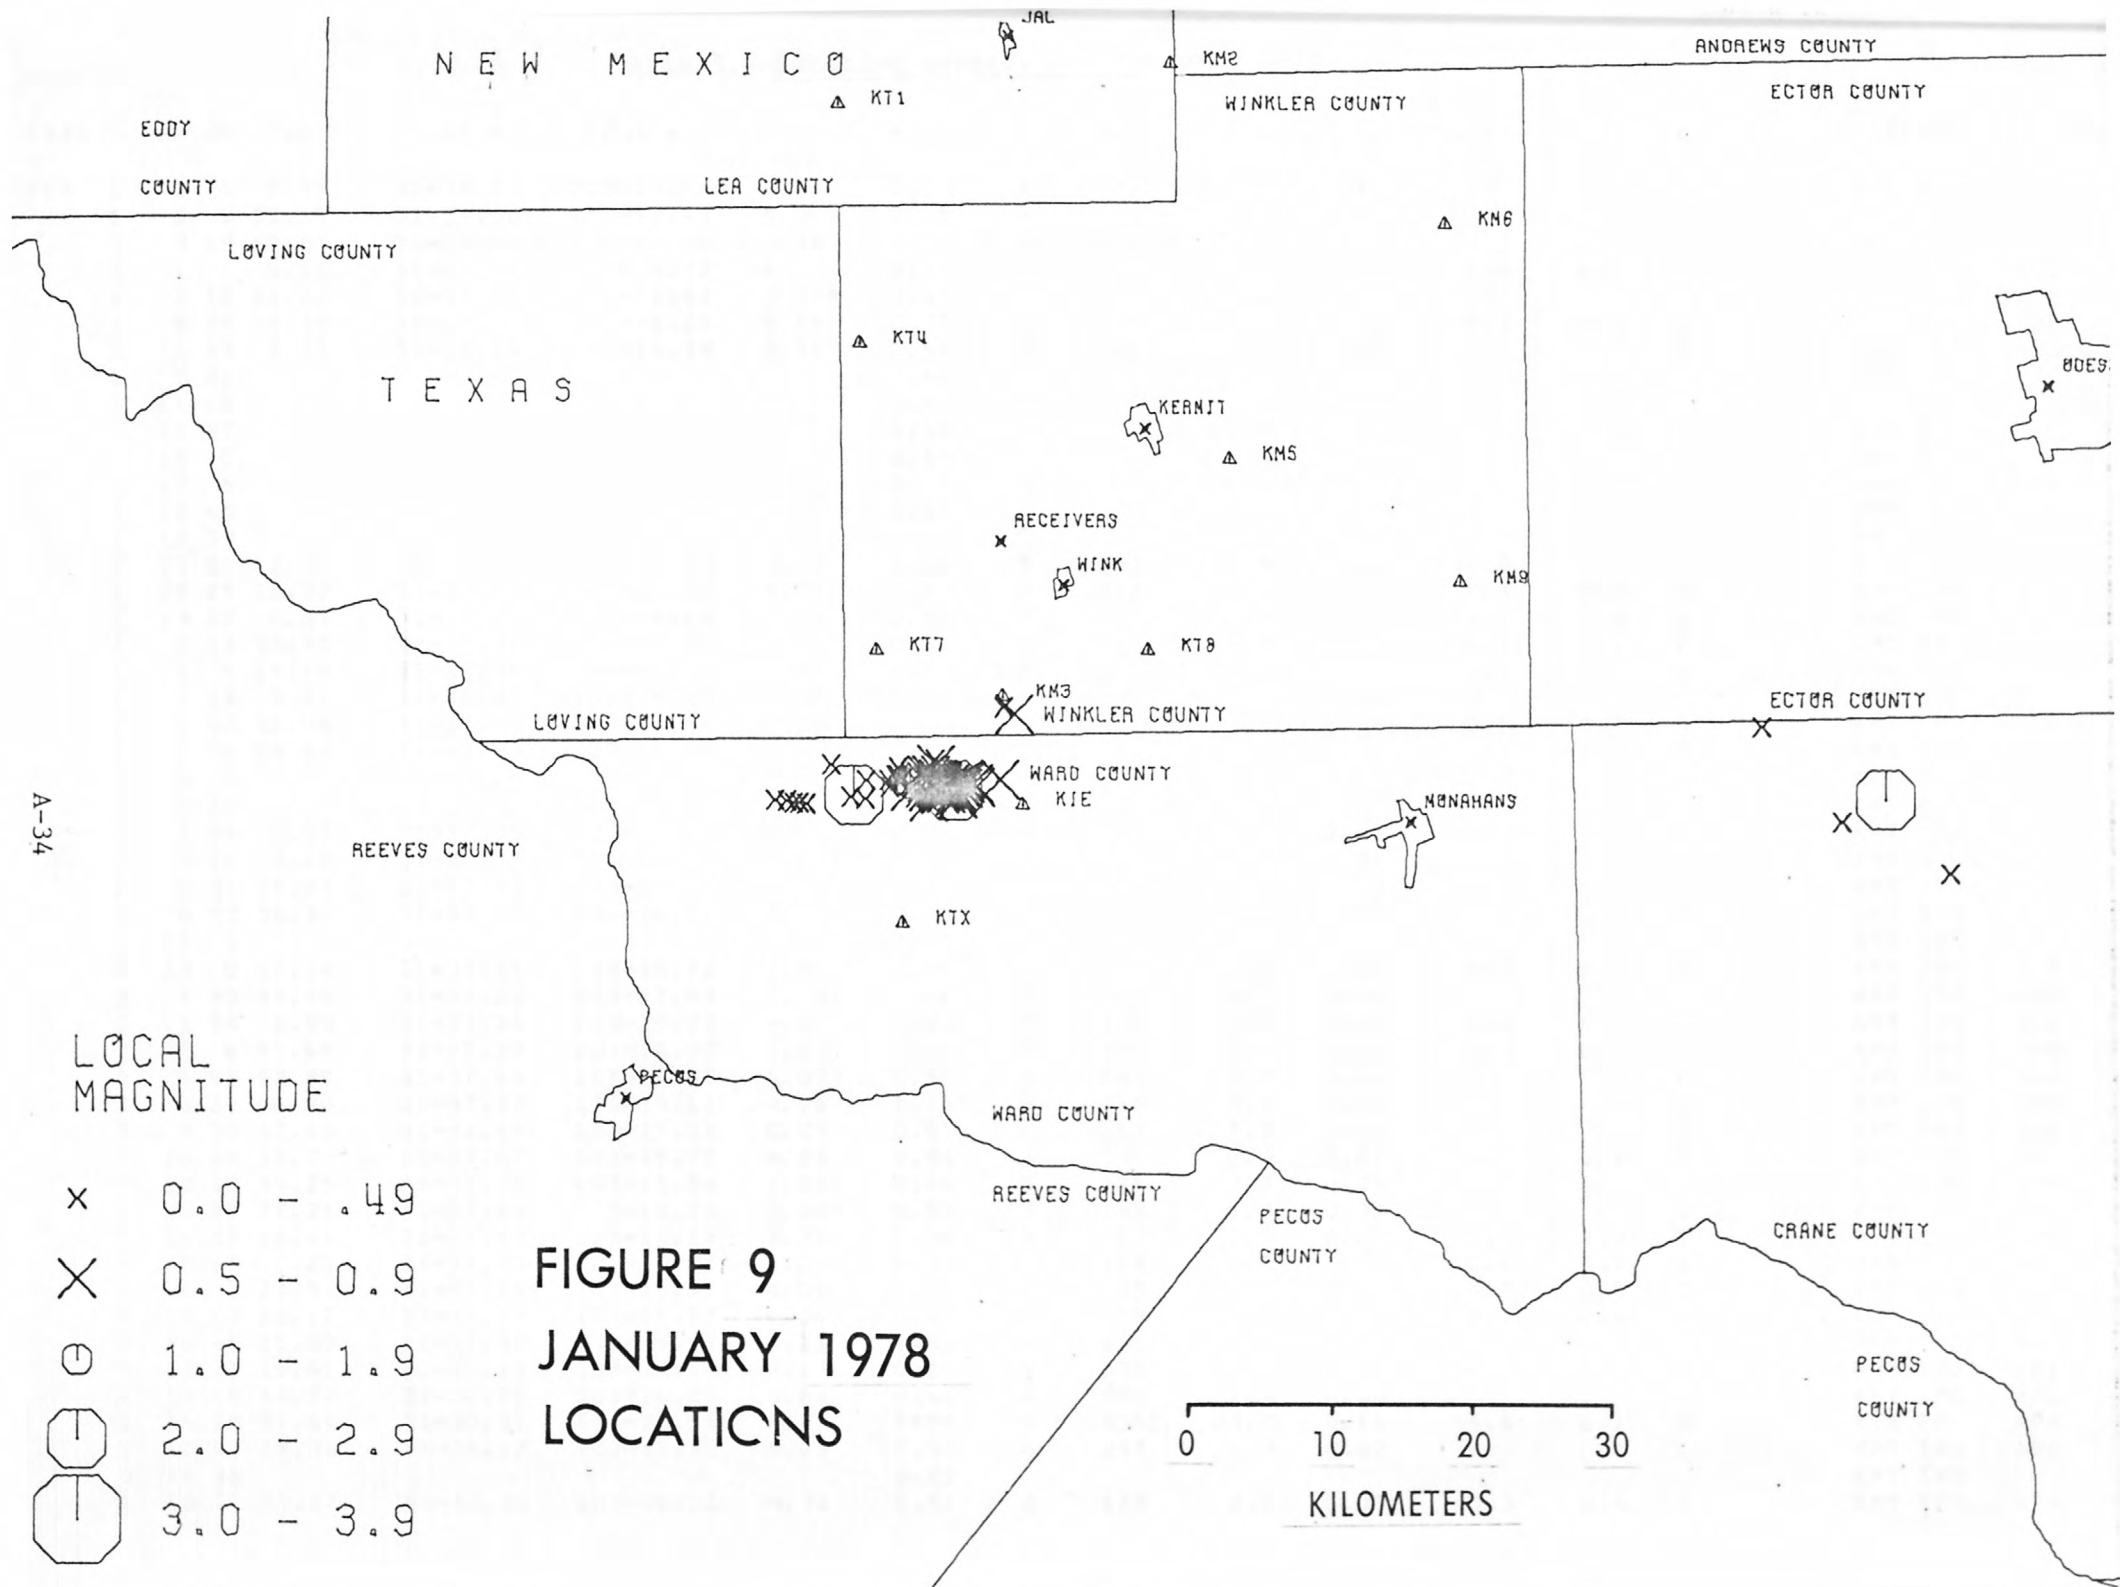 JAL
NEW MEXICO
KM2
ANDREWS COUNTY
KT1
WINKLER COUNTY
ECTOR COUNTY
EDDY
COUNTY
LEA COUNTY
KM6
LOVING COUNTY
KT4
TEXAS
ODES
KERMIT
KM5
RECEIVERS
WINK
KM9
KT7
KT8
KM3
LOVING COUNTY
WINKLER COUNTY
ECTOR COUNTY
WARD COUNTY
KIE
MONAHANS
A-34
REEVES COUNTY
KTX
LOCAL
MAGNITUDE
PECOS
WARD COUNTY
REEVES COUNTY
PECOS
COUNTY
CRANE COUNTY
0.0 - .49
0.5 - 0.9
1.0 - 1.9
2.0 - 2.9
3.0 - 3.9
FIGURE 9
JANUARY 1978
LOCATIONS
PECOS
COUNTY
0 10 20 30
KILOMETERS